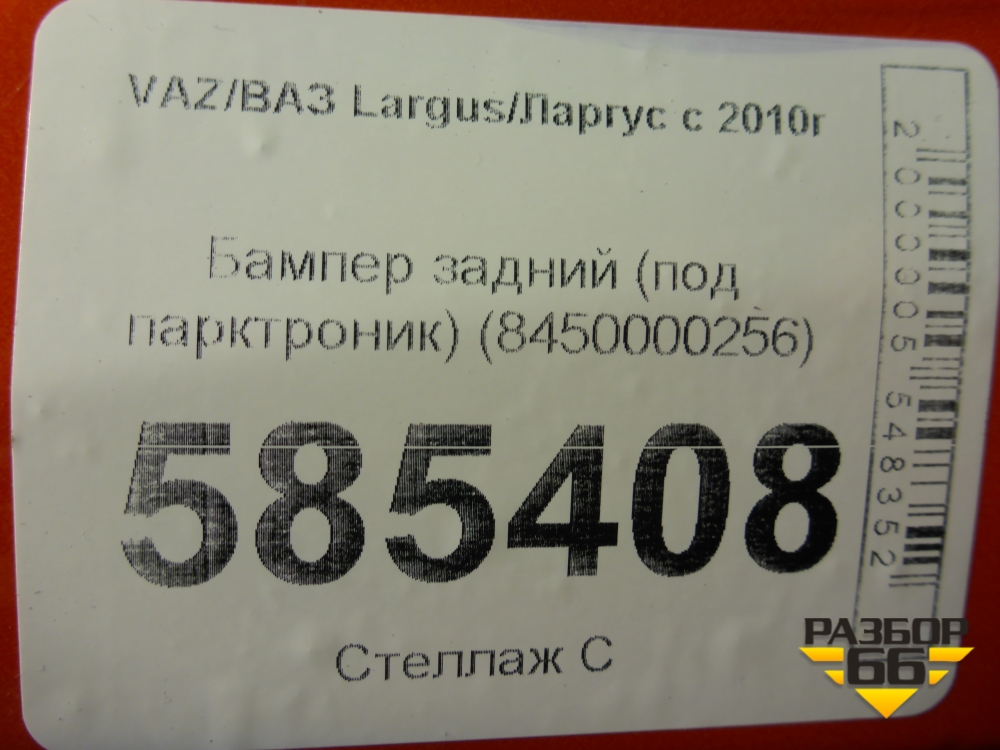 VAZ/ВАЗ Largus/Ларгус с 2010г
Бампер задний (под
парктроник) (8450000256)
585408
Стеллаж С
2000005548352
РАЗБОР
66